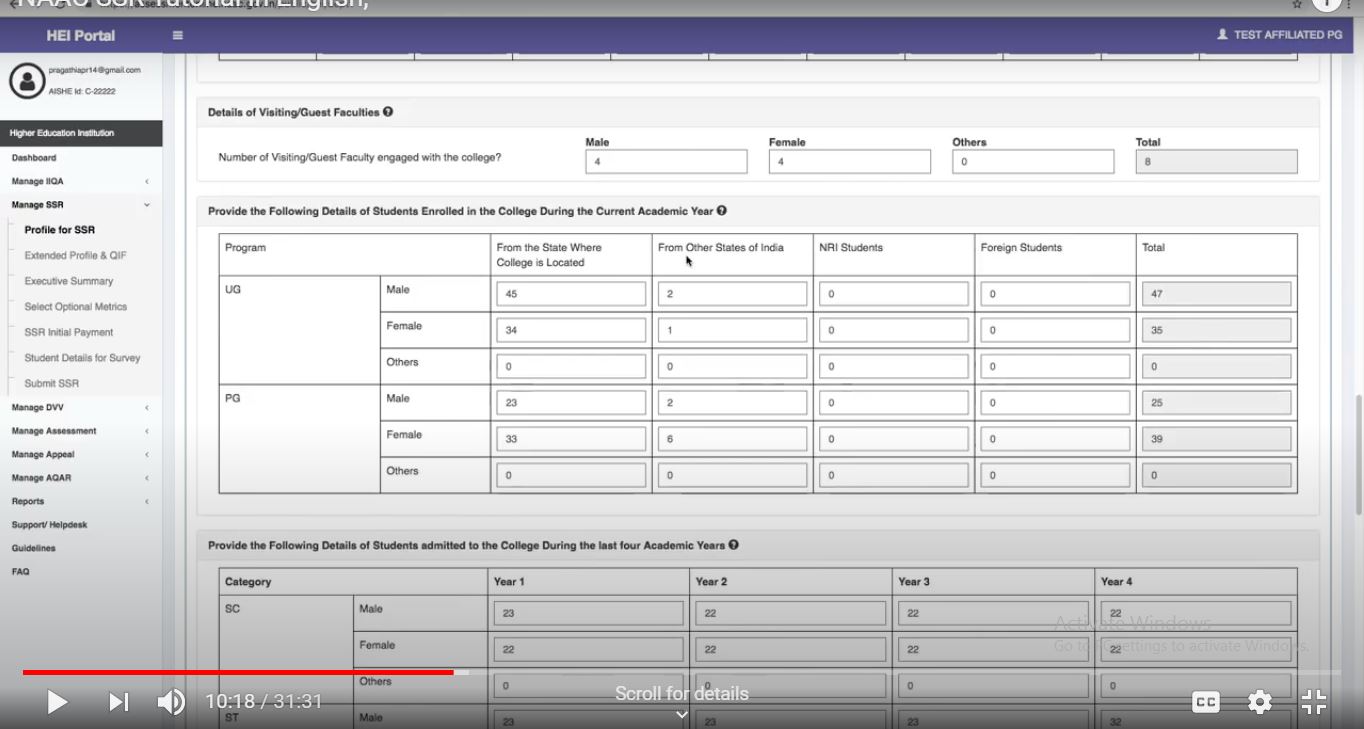 NAAC SSR Tutorial in English,
HEI Portal
TEST AFFILIATED PG
pragathiapr14@gmail.com
AISHE Id: C-22222
Higher Education Institution
Dashboard
Manage IIQA
Manage SSR
Profile for SSR
Extended Profile & QIF
Executive Summary
Select Optional Metrics
SSR Initial Payment
Student Details for Survey
Submit SSR
Manage DVV
Manage Assessment
Manage Appeal
Manage AQAR
Reports
Support/ Helpdesk
Guidelines
FAQ
Details of Visiting/Guest Faculties
Male Female Others Total
Number of Visiting/Guest Faculty engaged with the college? 4 4 0 8
Provide the Following Details of Students Enrolled in the College During the Current Academic Year
Program From the State Where College is Located From Other States of India NRI Students Foreign Students Total
UG Male 45 2 0 0 47
Female 34 1 0 0 35
Others 0 0 0 0 0
PG Male 23 2 0 0 25
Female 33 6 0 0 39
Others 0 0 0 0 0
Provide the Following Details of Students admitted to the College During the last four Academic Years
Category Year 1 Year 2 Year 3 Year 4
SC Male 23 22 22 22
Female 22 22 22 22
Others 0 0 0 0
ST Male 23 23 23 32
Activate Windows
Go to PC settings to activate Windows.
10:18 / 31:31
Scroll for details
CC